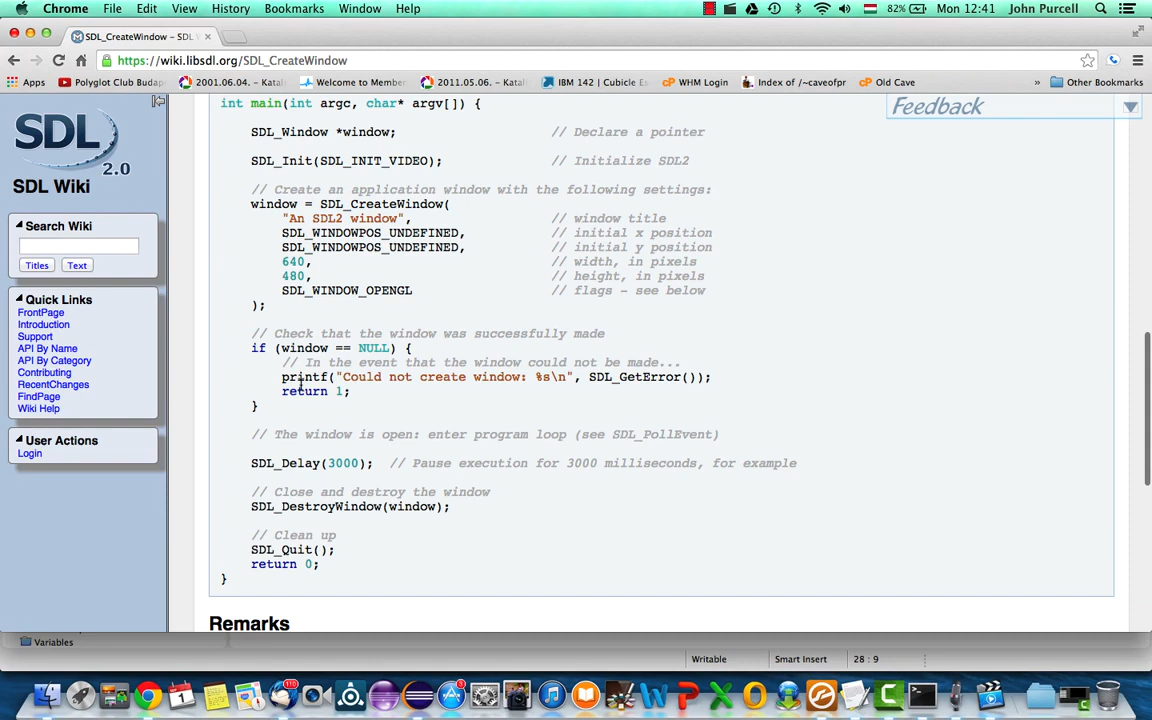 Chrome File Edit View History Bookmarks Window Help 82% Mon 12:41 John Purcell
SDL_CreateWindow – SDL
https://wiki.libsdl.org/SDL_CreateWindow
Apps Polyglot Club Budap 2001.06.04. - Katali Welcome to Member 2011.05.06. - Katali IBM 142 | Cubicle Es WHM Login Index of /~caveofpr Old Cave » Other Bookmarks
SDL
2.0
SDL Wiki
Search Wiki
Titles Text
Quick Links
FrontPage
Introduction
Support
API By Name
API By Category
Contributing
RecentChanges
FindPage
Wiki Help
User Actions
Login
Feedback
int main(int argc, char* argv[]) {
SDL_Window *window; // Declare a pointer
SDL_Init(SDL_INIT_VIDEO); // Initialize SDL2
// Create an application window with the following settings:
window = SDL_CreateWindow(
"An SDL2 window", // window title
SDL_WINDOWPOS_UNDEFINED, // initial x position
SDL_WINDOWPOS_UNDEFINED, // initial y position
640, // width, in pixels
480, // height, in pixels
SDL_WINDOW_OPENGL // flags - see below
);
// Check that the window was successfully made
if (window == NULL) {
// In the event that the window could not be made...
printf("Could not create window: %s\n", SDL_GetError());
return 1;
}
// The window is open: enter program loop (see SDL_PollEvent)
SDL_Delay(3000); // Pause execution for 3000 milliseconds, for example
// Close and destroy the window
SDL_DestroyWindow(window);
// Clean up
SDL_Quit();
return 0;
}
Remarks
Variables
Writable Smart Insert 28 : 9